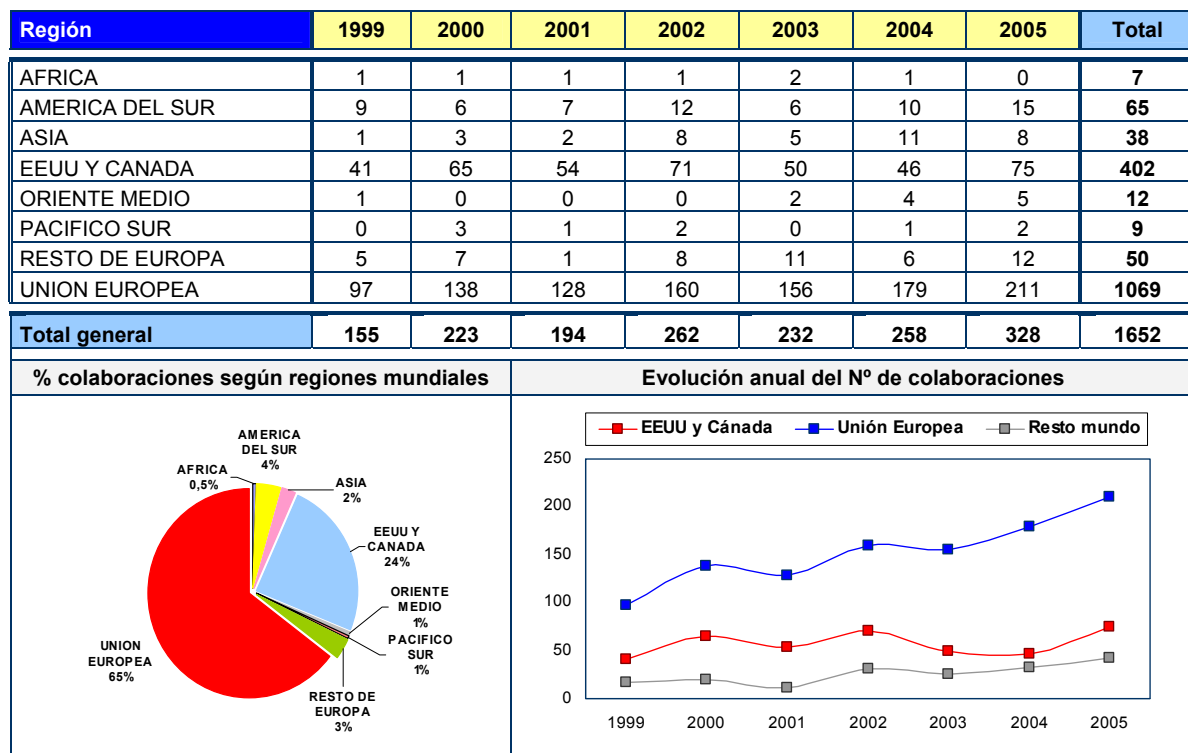 Región 1999 2000 2001 2002 2003 2004 2005 Total
AFRICA 1 1 1 1 2 1 0 7
AMERICA DEL SUR 9 6 7 12 6 10 15 65
ASIA 1 3 2 8 5 11 8 38
EEUU Y CANADA 41 65 54 71 50 46 75 402
ORIENTE MEDIO 1 0 0 0 2 4 5 12
PACIFICO SUR 0 3 1 2 0 1 2 9
RESTO DE EUROPA 5 7 1 8 11 6 12 50
UNION EUROPEA 97 138 128 160 156 179 211 1069
Total general 155 223 194 262 232 258 328 1652
% colaboraciones según regiones mundiales
AMERICA
DEL SUR
4%
AFRICA
0,5%
ASIA
2%
EEUU Y
CANADA
24%
ORIENTE
MEDIO
1%
PACIFICO
SUR
1%
RESTO DE
EUROPA
3%
UNION
EUROPEA
65%
Evolución anual del Nº de colaboraciones
EEUU y Cánada Unión Europea Resto mundo
250
200
150
100
50
0
1999 2000 2001 2002 2003 2004 2005